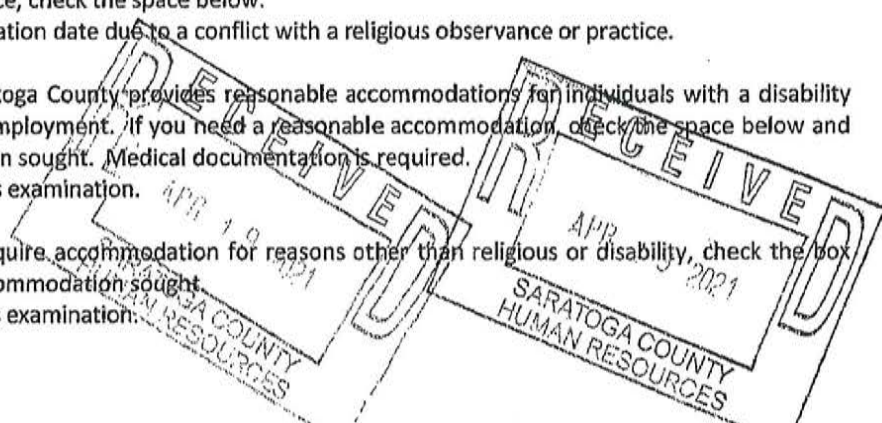 ce, check the space below.
ation date due to a conflict with a religious observance or practice.
toga County provides reasonable accommodations for individuals with a disability
mployment. If you need a reasonable accommodation, check the space below and
n sought. Medical documentation is required.
s examination.
quire accommodation for reasons other than religious or disability, check the box
ommodation sought.
s examination.
RECEIVED
APR 19 2021
SARATOGA COUNTY
HUMAN RESOURCES
RECEIVED
APR 2021
SARATOGA COUNTY
HUMAN RESOURCES